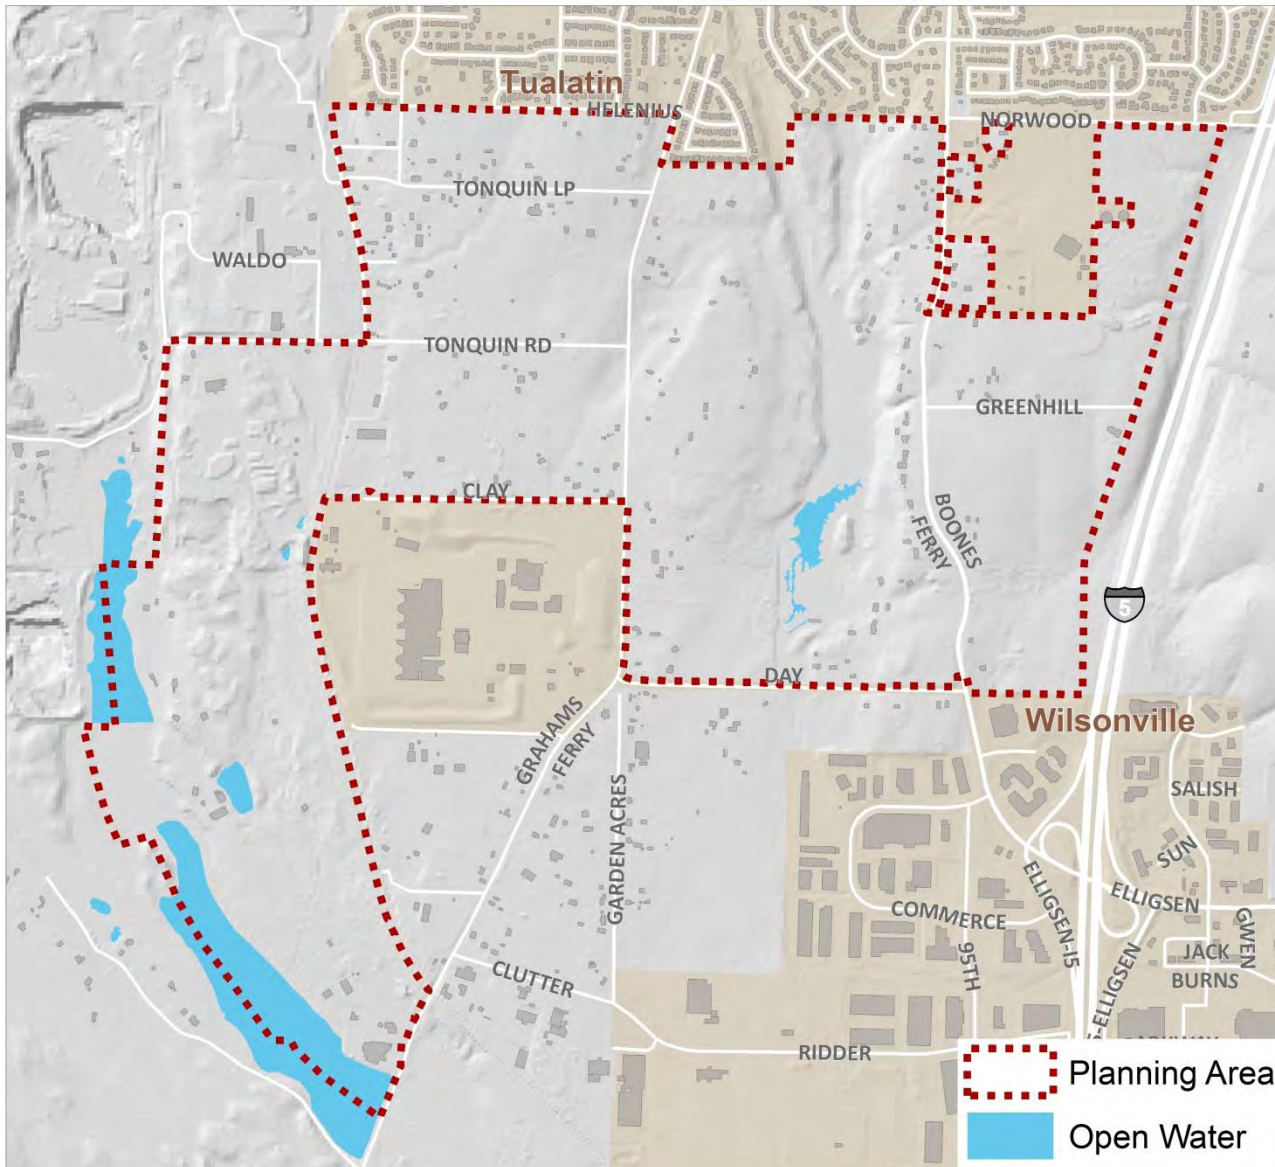 Tualatin
HELENIUS
NORWOOD
TONQUIN LP
WALDO
TONQUIN RD
GREENHILL
CLAY
BOONES
FERRY
5
DAY
Wilsonville
GRAHAMS
FERRY
SALISH
GARDEN ACRES
SUN
ELLIGSEN
COMMERCE
ELLIGSEN-I5
GWEN
95TH
JACK
BURNS
CLUTTER
5-ELLIGSEN
RIDDER
Planning Area
Open Water